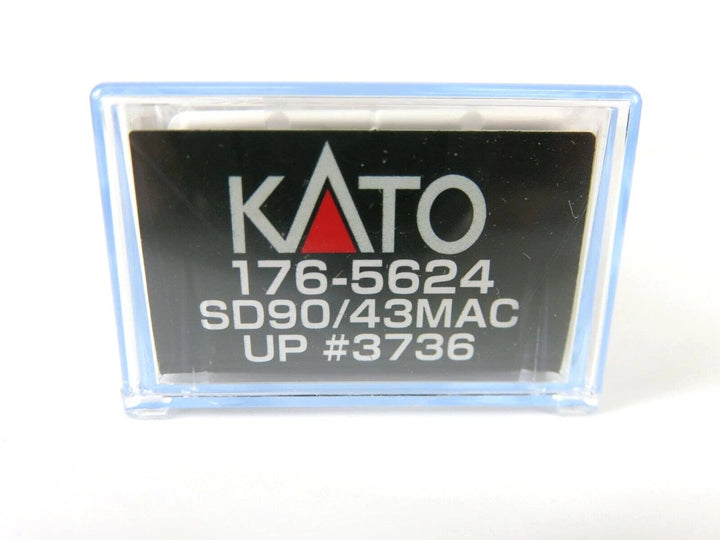 KATO
176-5624
SD90/43MAC
UP #3736